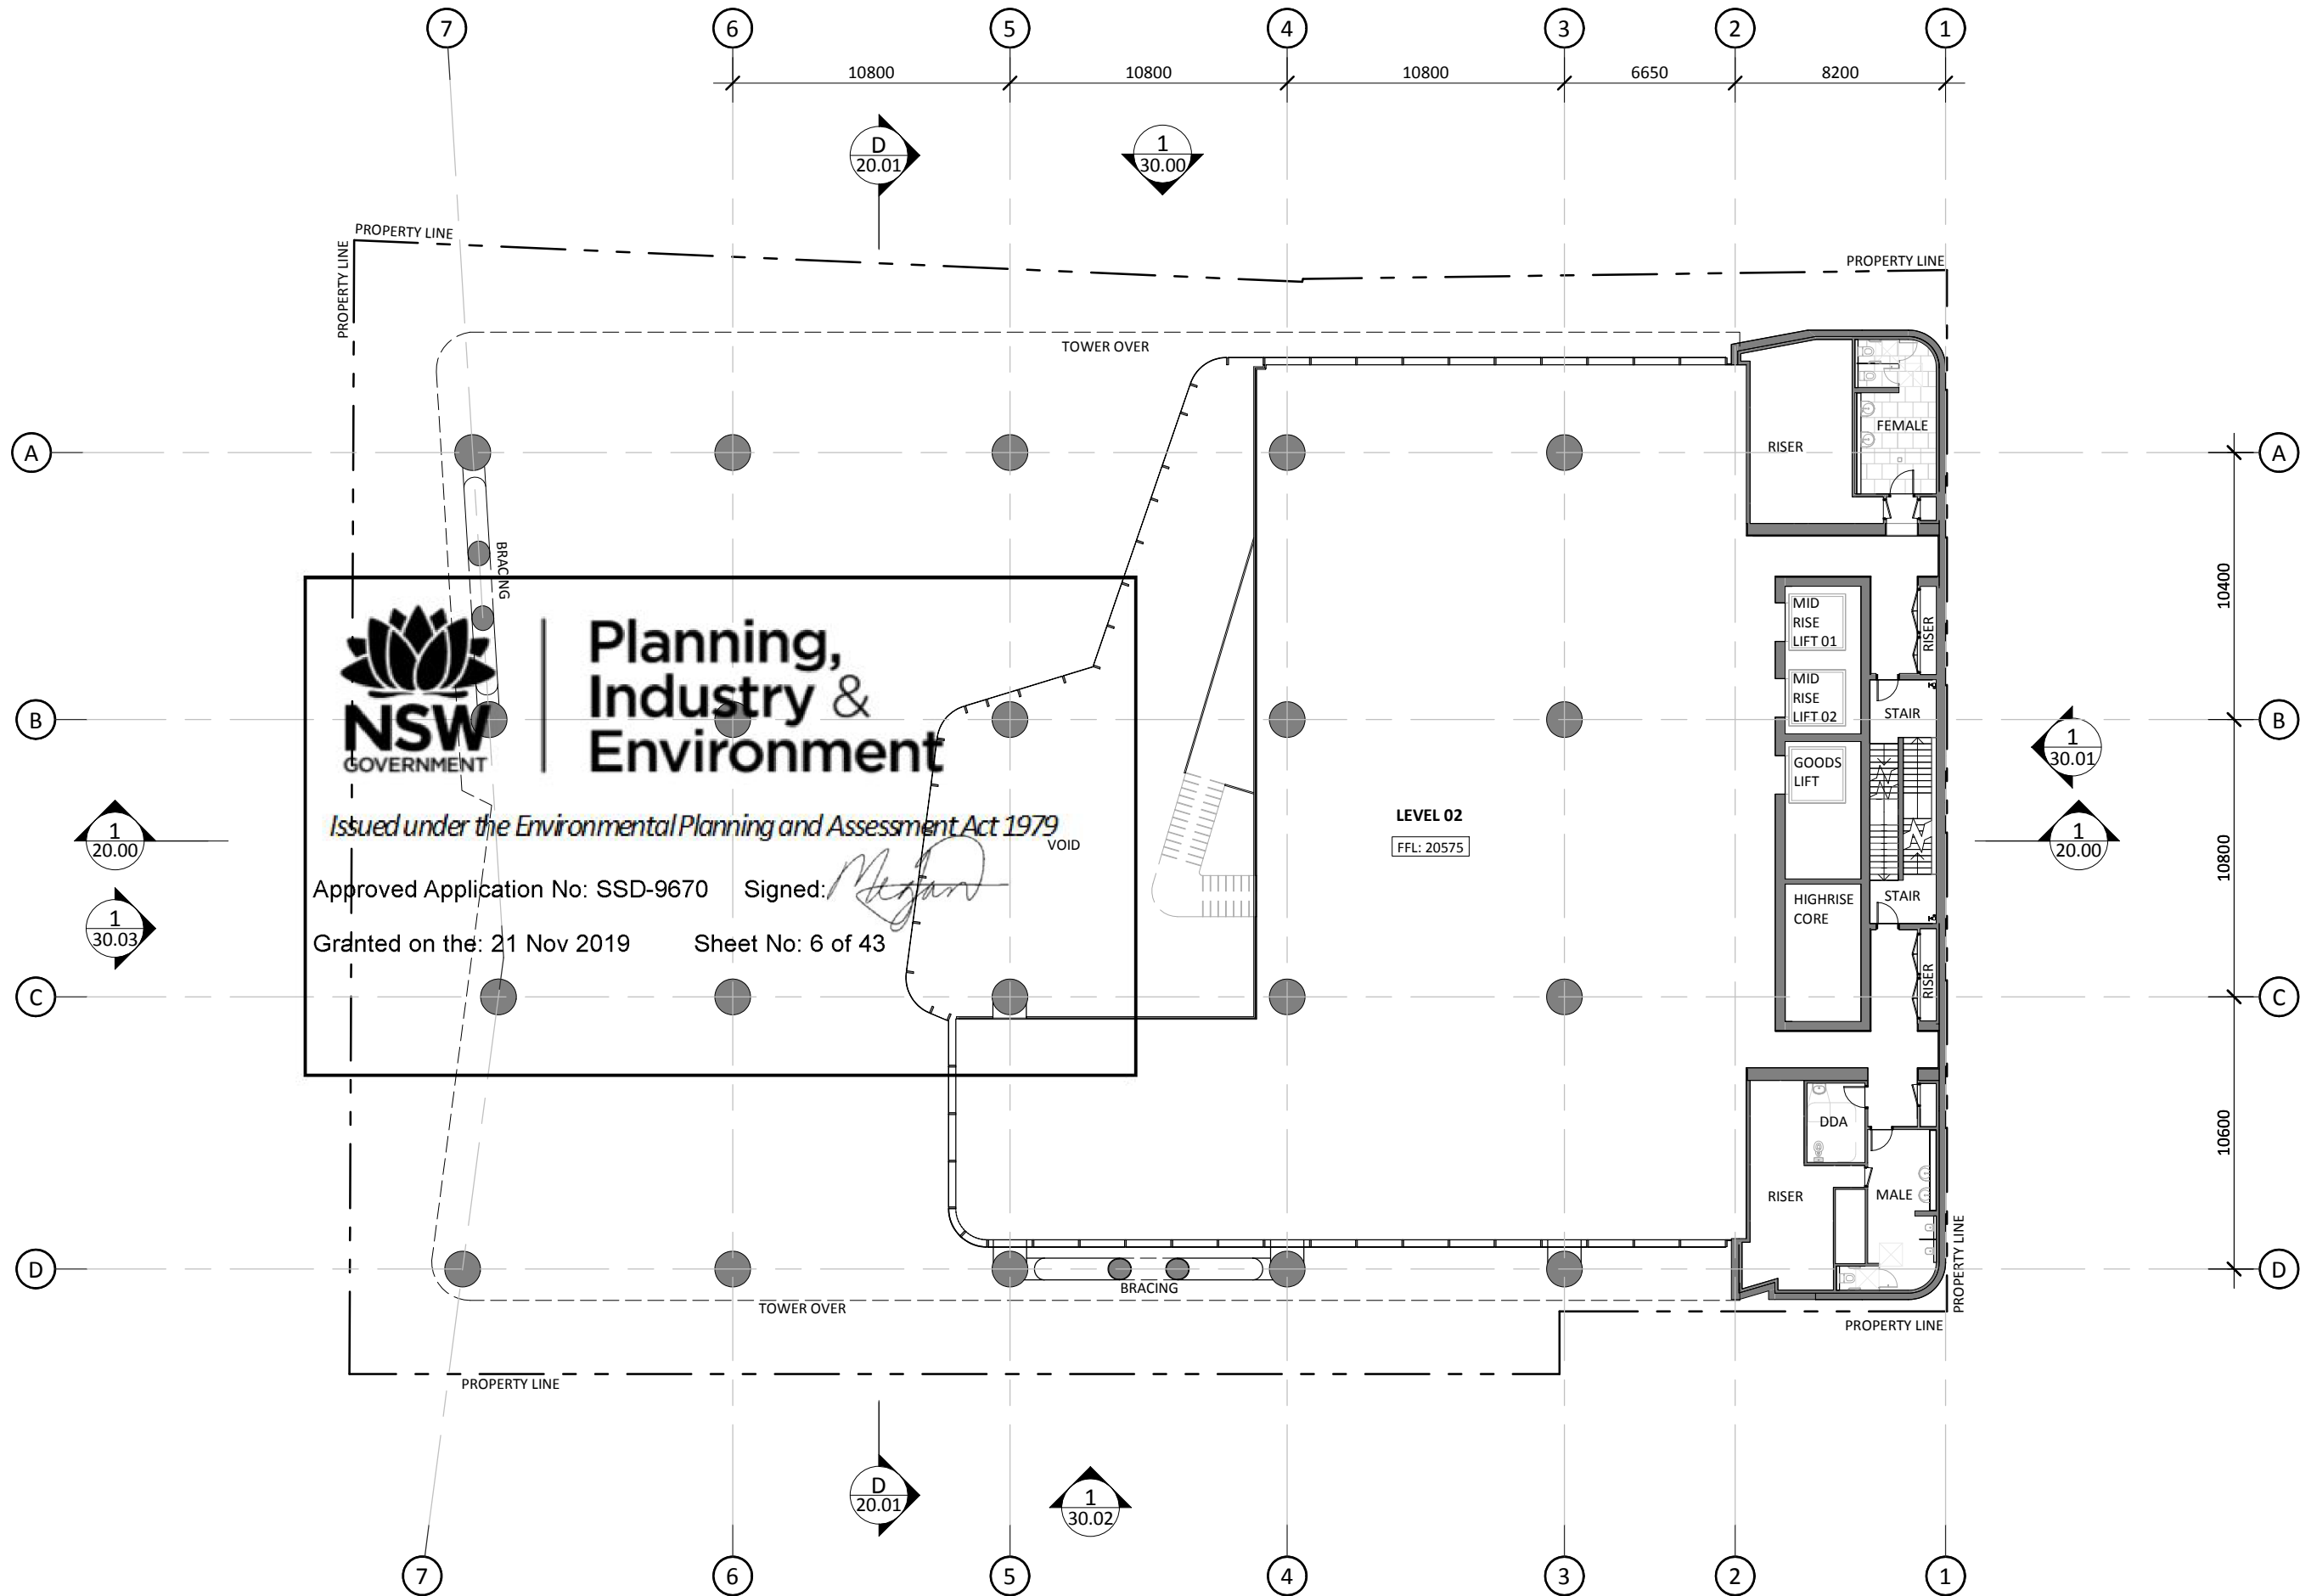 7 6 5 4 3 2 1
10800 10800 10800 6650 8200
D
20.01
1
30.00
PROPERTY LINE
PROPERTY LINE
PROPERTY LINE
TOWER OVER
A
RISER
FEMALE
A
BRACING
10400
MID
RISE
LIFT 01
RISER
MID
RISE
LIFT 02
STAIR
B
B
GOODS
LIFT
1
30.01
NSW
GOVERNMENT
Planning,
Industry &
Environment
Issued under the Environmental Planning and Assessment Act 1979
Approved Application No: SSD-9670 Signed:
Granted on the: 21 Nov 2019 Sheet No: 6 of 43
VOID
LEVEL 02
FFL: 20575
1
20.00
1
20.00
10800
1
30.03
HIGHRISE
CORE
STAIR
RISER
C
C
DDA
10600
RISER
MALE
PROPERTY LINE
D
D
BRACING
TOWER OVER
PROPERTY LINE
PROPERTY LINE
D
20.01
1
30.02
7 6 5 4 3 2 1